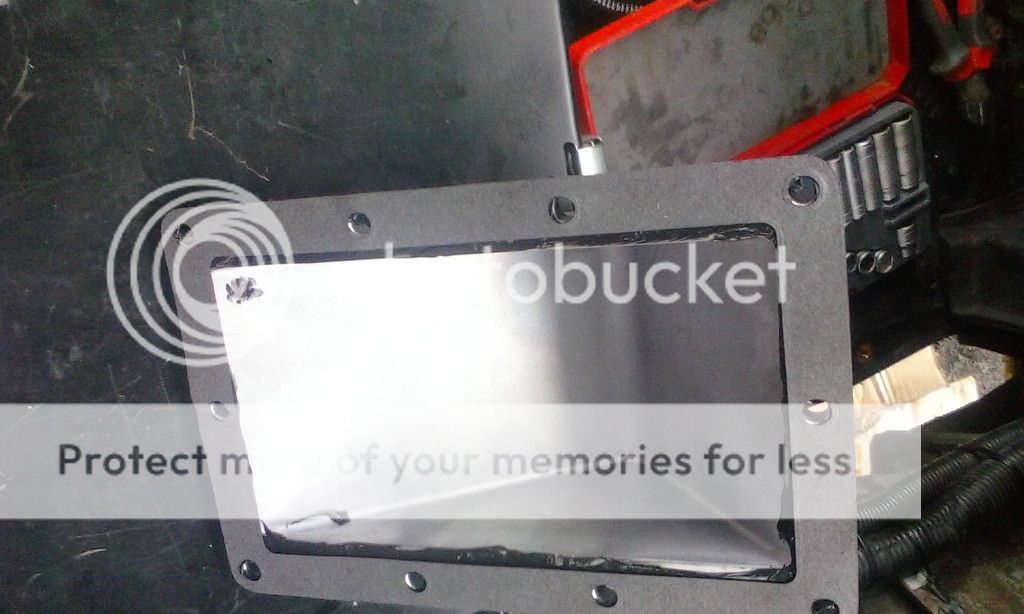 photobucket
Protect more of your memories for less.